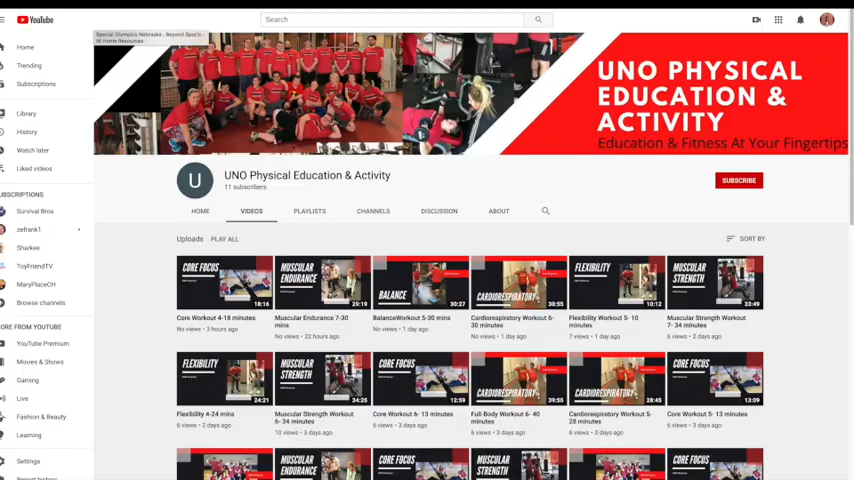 YouTube
Search
Special Olympics Nebraska : Beyond Sports -
At Home Resources
Home
Trending
Subscriptions
Library
History
Watch later
Liked videos
UBSCRIPTIONS
Survival Bros
zefrank1
Sharkee
ToyFriendTV
MaryPlaceCH
Browse channels
ORE FROM YOUTUBE
YouTube Premium
Movies & Shows
Gaming
Live
Fashion & Beauty
Learning
Settings
Report history
UNO PHYSICAL
EDUCATION &
ACTIVITY
Education & Fitness At Your Fingertips
U
UNO Physical Education & Activity
11 subscribers
SUBSCRIBE
HOME VIDEOS PLAYLISTS CHANNELS DISCUSSION ABOUT
Uploads PLAY ALL SORT BY
CORE FOCUS
18:16
Core Workout 4-18 minutes
No views • 3 hours ago
MUSCULAR
ENDURANCE
29:19
Muscular Endurance 7-30
mins
No views • 22 hours ago
BALANCE
30:27
BalanceWorkout 5-30 mins
No views • 1 day ago
CARDIORESPIRATORY
30:55
Cardiorespiratory Workout 6-
30 minutes
No views • 1 day ago
FLEXIBILITY
10:12
Flexibility Workout 5- 10
minutes
7 views • 1 day ago
MUSCULAR
STRENGTH
33:49
Muscular Strength Workout
7- 34 minutes
6 views • 2 days ago
FLEXIBILITY
24:21
Flexibility 4-24 mins
6 views • 2 days ago
MUSCULAR
STRENGTH
34:25
Muscular Strength Workout
6- 34 minutes
10 views • 3 days ago
CORE FOCUS
12:59
Core Workout 6- 13 minutes
6 views • 3 days ago
CARDIORESPIRATORY
39:55
Full-Body Workout 6- 40
minutes
6 views • 3 days ago
CARDIORESPIRATORY
28:45
Cardiorespiratory Workout 5-
28 minutes
6 views • 3 days ago
CORE FOCUS
13:09
Core Workout 5- 13 minutes
6 views • 3 days ago
MUSCULAR
ENDURANCE
CORE FOCUS
MUSCULAR
STRENGTH
CORE FOCUS